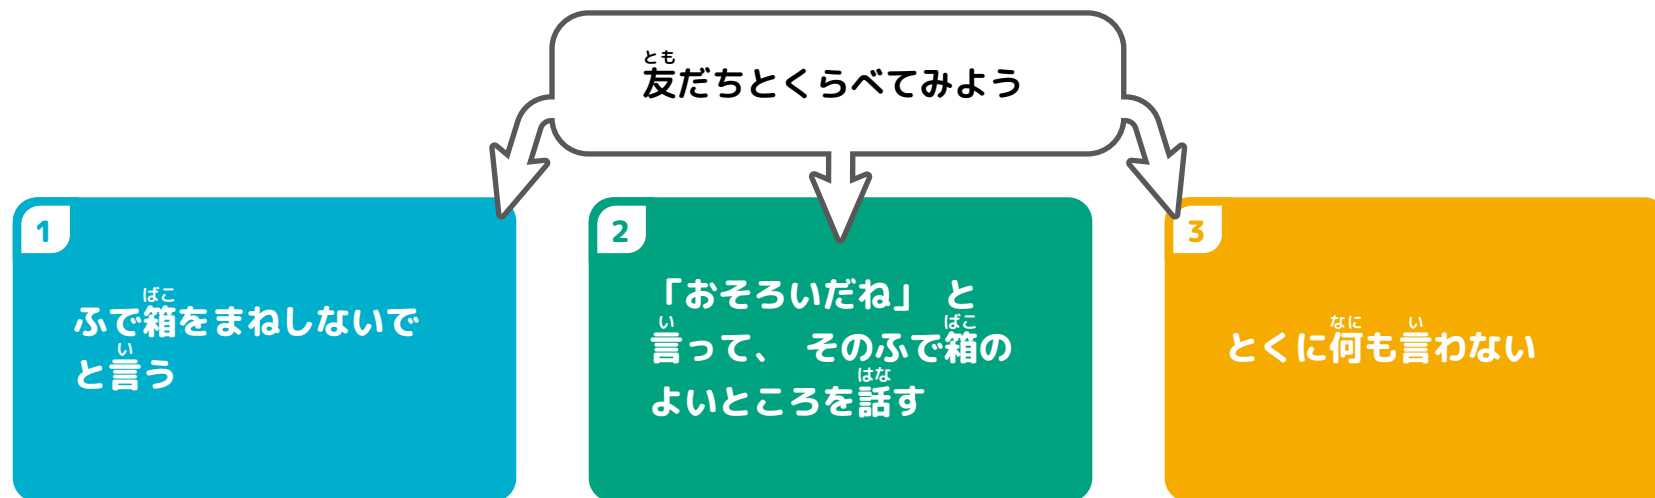 とも
友だちとくらべてみよう
1
ばこ
ふで箱をまねしないで
い
と言う
2
「おそろいだね」 と
い ばこ
言って、 そのふで箱の
はな
よいところを話す
3
なに い
とくに何も言わない